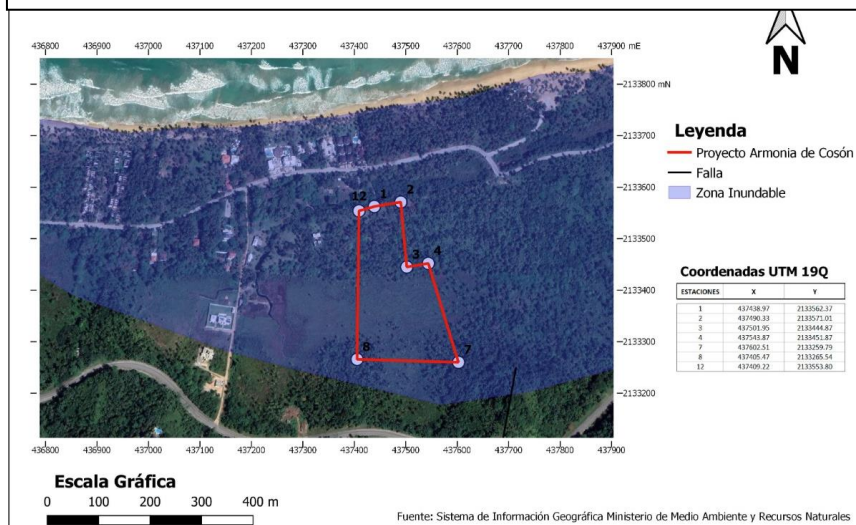 N
436800 436900 437000 437100 437200 437300 437400 437500 437600 437700 437800 437900 mE
2133800 mN
2133700
2133600
2133500
2133400
2133300
2133200
12 1 2
3 4
8 7
436800 436900 437000 437100 437200 437300 437400 437500 437600 437700 437800 437900
Leyenda
Proyecto Armonia de Cosón
Falla
Zona Inundable
Coordenadas UTM 19Q
ESTACIONES X Y
1 437438.97 2133562.37
2 437490.33 2133571.01
3 437501.95 2133444.87
4 437543.87 2133451.87
7 437602.51 2133259.79
8 437405.47 2133265.54
12 437409.22 2133553.80
Escala Gráfica
0 100 200 300 400 m
Fuente: Sistema de Información Geográfica Ministerio de Medio Ambiente y Recursos Naturales